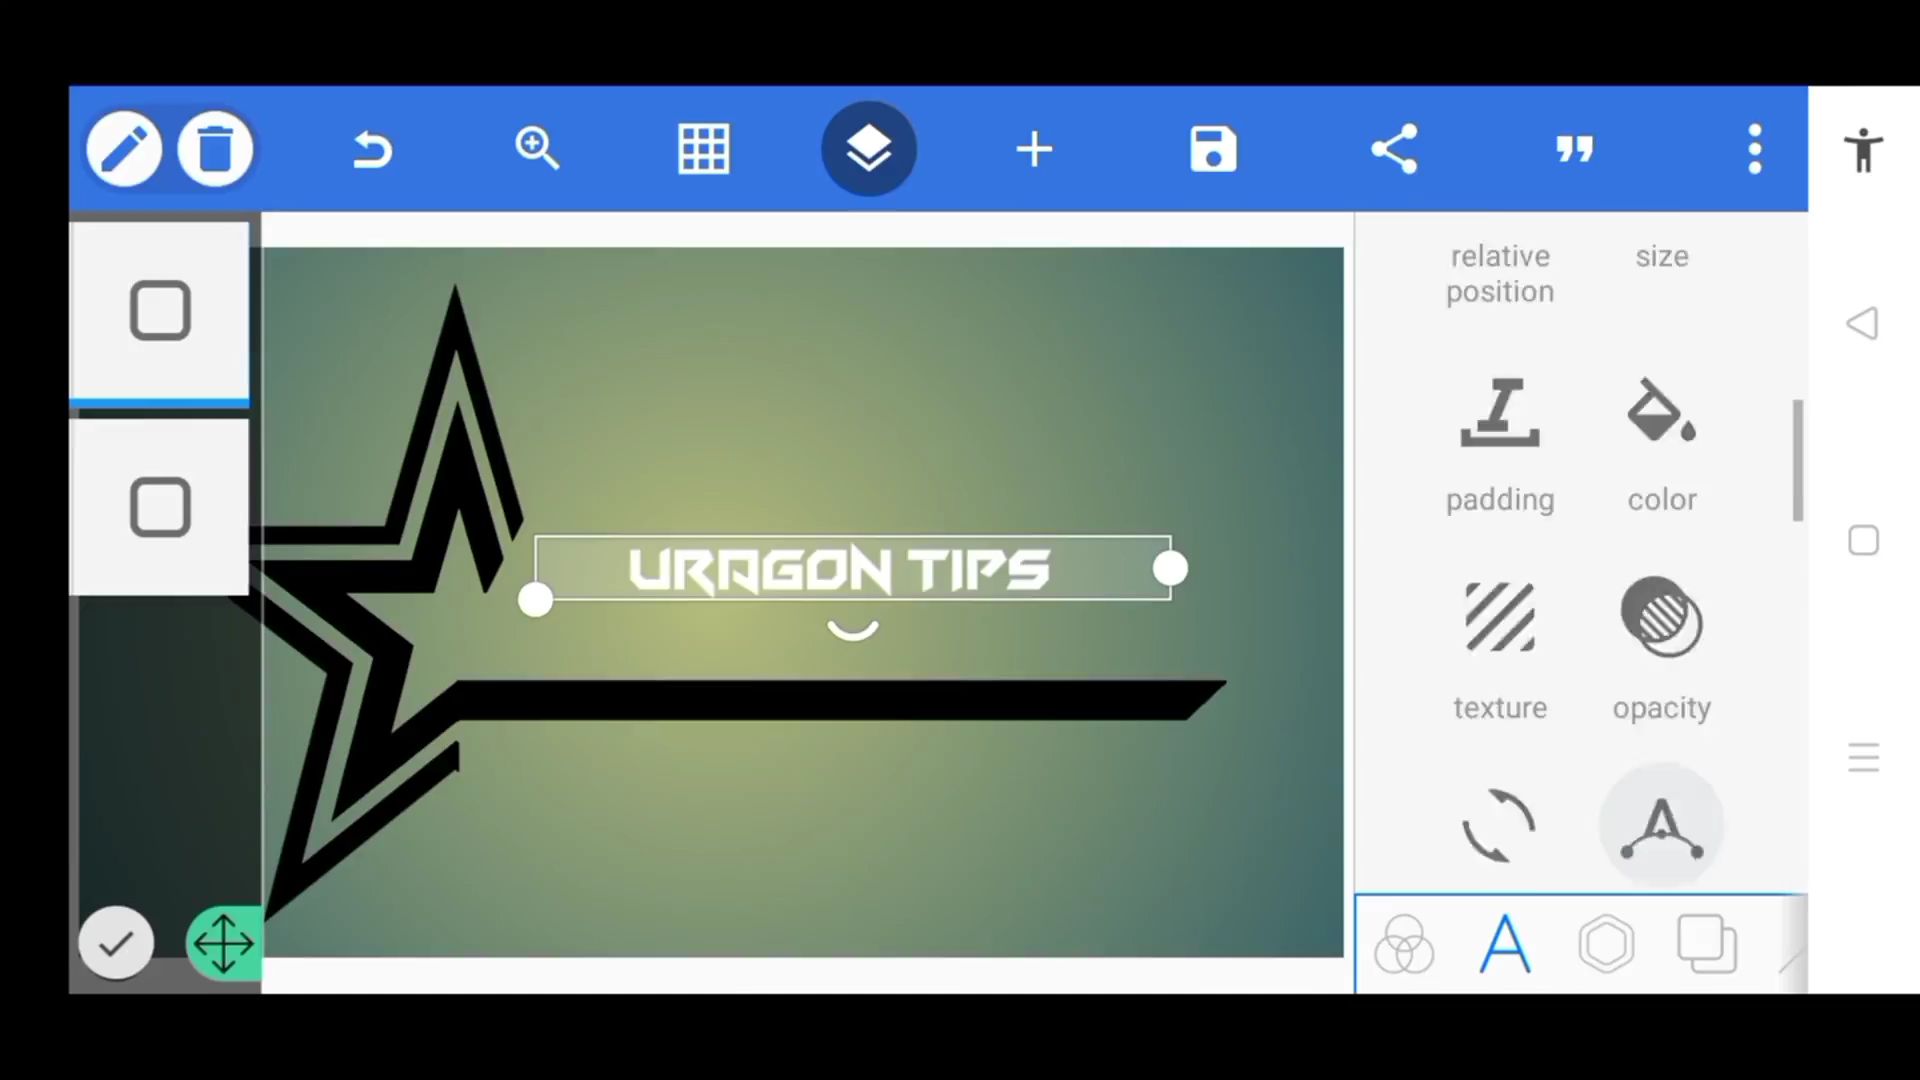 relative
position
size
padding
color
URAGON TIPS
texture
opacity